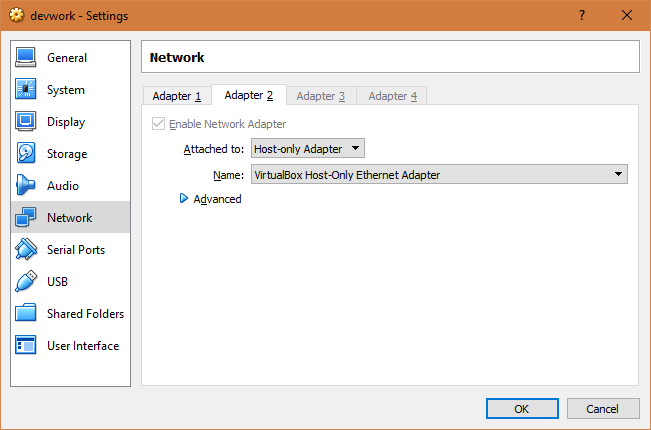 devwork - Settings
?
General
System
Display
Storage
Audio
Network
Serial Ports
USB
Shared Folders
User Interface
Network
Adapter 1 Adapter 2 Adapter 3 Adapter 4
Enable Network Adapter
Attached to: Host-only Adapter
Name: VirtualBox Host-Only Ethernet Adapter
Advanced
OK Cancel